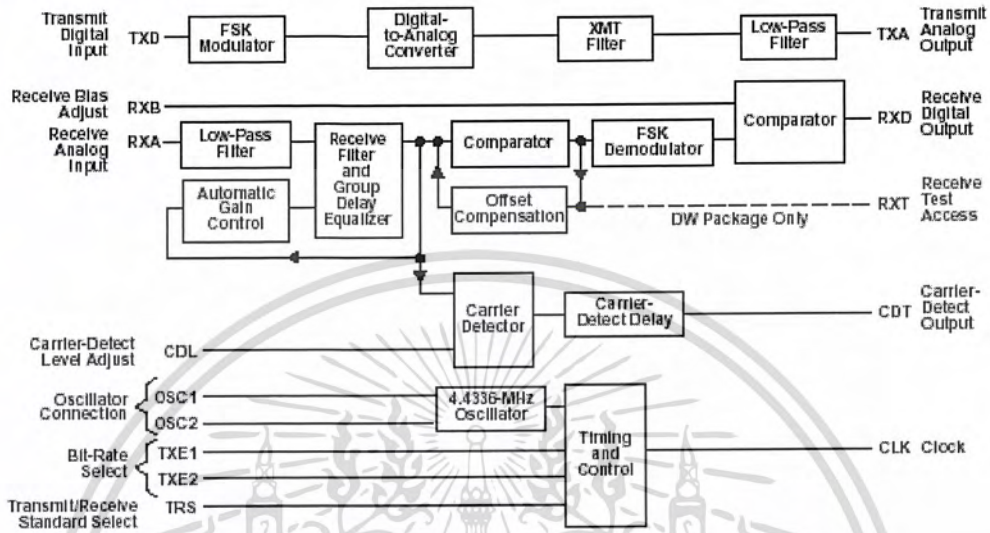 Transmit
Digital
Input
TXD
FSK
Modulator
Digital-
to-Analog
Converter
XMT
Filter
Low-Pass
Filter
TXA
Transmit
Analog
Output
Receive Bias
Adjust
RXB
Receive
Analog
Input
RXA
Low-Pass
Filter
Receive
Filter
and
Group
Delay
Equalizer
Comparator
FSK
Demodulator
Comparator
RXD
Receive
Digital
Output
Automatic
Gain
Control
Offset
Compensation
DW Package Only
RXT
Receive
Test
Access
Carrier
Detector
Carrier-
Detect Delay
CDT
Carrier-
Detect
Output
Carrier-Detect
Level Adjust
CDL
Oscillator
Connection
OSC1
OSC2
4.4336-MHz
Oscillator
Bit-Rate
Select
TXE1
TXE2
Timing
and
Control
CLK Clock
Transmit/Receive
Standard Select
TRS